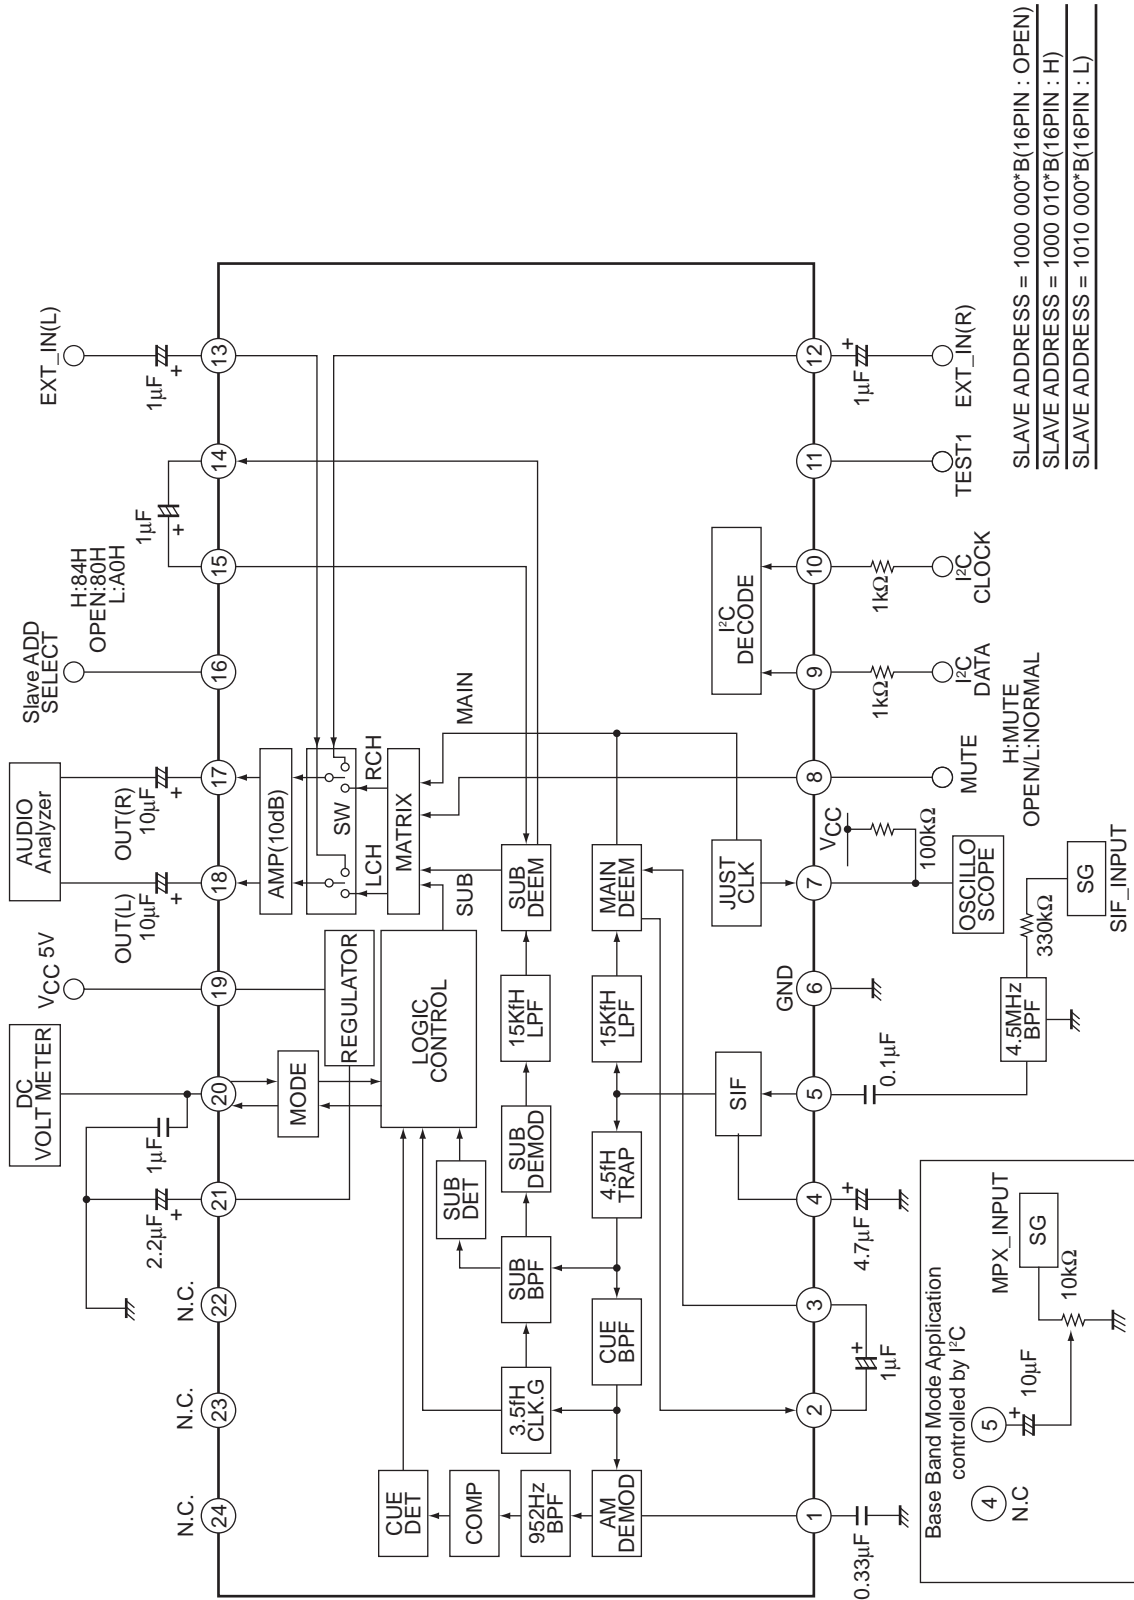 DC
VOLT METER
VCC 5V
AUDIO
Analyzer
Slave ADD
SELECT
H:84H
OPEN:80H
L:A0H
EXT_IN(L)
N.C.
N.C.
N.C.
2.2µF
+
1µF
OUT(L)
10µF
+
OUT(R)
10µF
+
1µF
+
1µF
+
24
23
22
21
20
19
18
17
16
15
14
13
MODE
REGULATOR
AMP(10dB)
SW
LCH
RCH
MATRIX
SUB
MAIN
CUE
DET
COMP
952Hz
BPF
AM
DEMOD
LOGIC
CONTROL
SUB
DET
3.5fH
CLK.G
SUB
BPF
SUB
DEMOD
15KfH
LPF
SUB
DEEM
CUE
BPF
4.5fH
TRAP
15KfH
LPF
MAIN
DEEM
SIF
JUST
CLK
I²C
DECODE
1
2
3
4
5
6
7
8
9
10
11
12
0.33µF
+
1µF
+
4.7µF
0.1µF
GND
VCC
100kΩ
OSCILLO
SCOPE
MUTE
H:MUTE
OPEN/L:NORMAL
1kΩ
I²C
DATA
1kΩ
I²C
CLOCK
TEST1
+
1µF
EXT_IN(R)
4.5MHz
BPF
330kΩ
SG
SIF_INPUT
Base Band Mode Application
controlled by I²C
4
N.C
5
+
10µF
MPX_INPUT
SG
10kΩ
SLAVE ADDRESS = 1000 000*B(16PIN : OPEN)
SLAVE ADDRESS = 1000 010*B(16PIN : H)
SLAVE ADDRESS = 1010 000*B(16PIN : L)